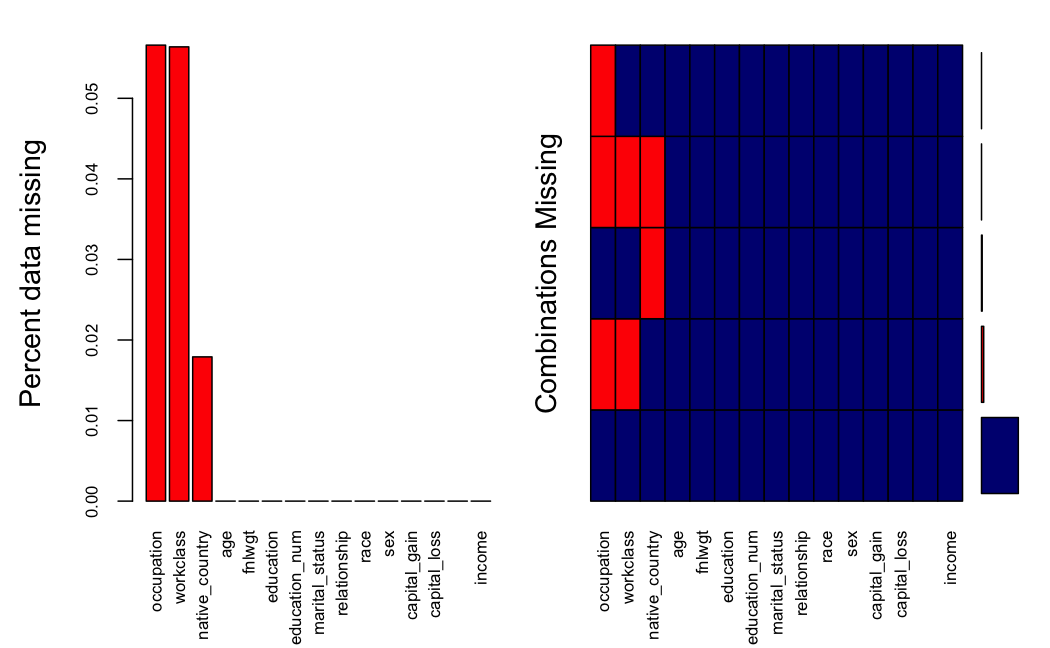 Percent data missing
0.00
0.01
0.02
0.03
0.04
0.05
occupation
workclass
native_country
age
fnlwgt
education
education_num
marital_status
relationship
race
sex
capital_gain
capital_loss
income
Combinations Missing
occupation
workclass
native_country
age
fnlwgt
education
education_num
marital_status
relationship
race
sex
capital_gain
capital_loss
income